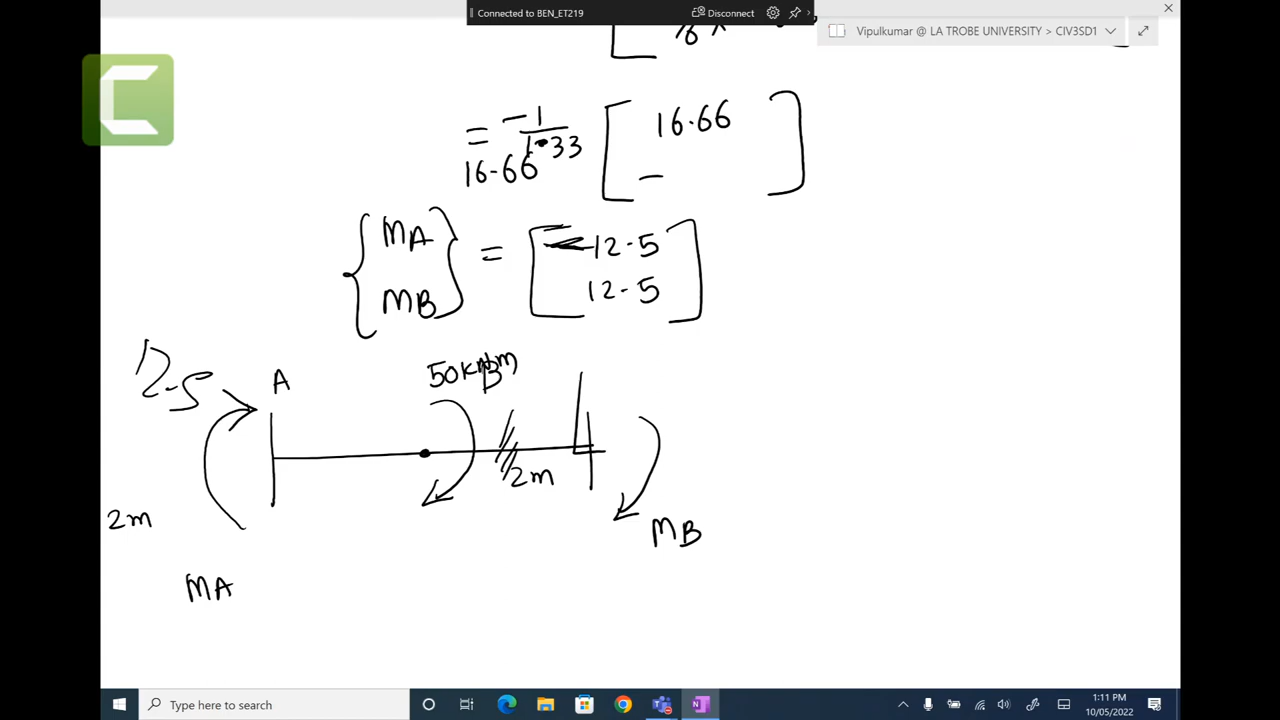 Connected to BEN_ET219
Disconnect
Vipulkumar @ LA TROBE UNIVERSITY > CIV3SD1
= -1
1.33
16.66
16.66
-
MA
MB
=
12.5
12.5
12.5
A
50KNm
B
2m
2m
MB
MA
Type here to search
1:11 PM
10/05/2022